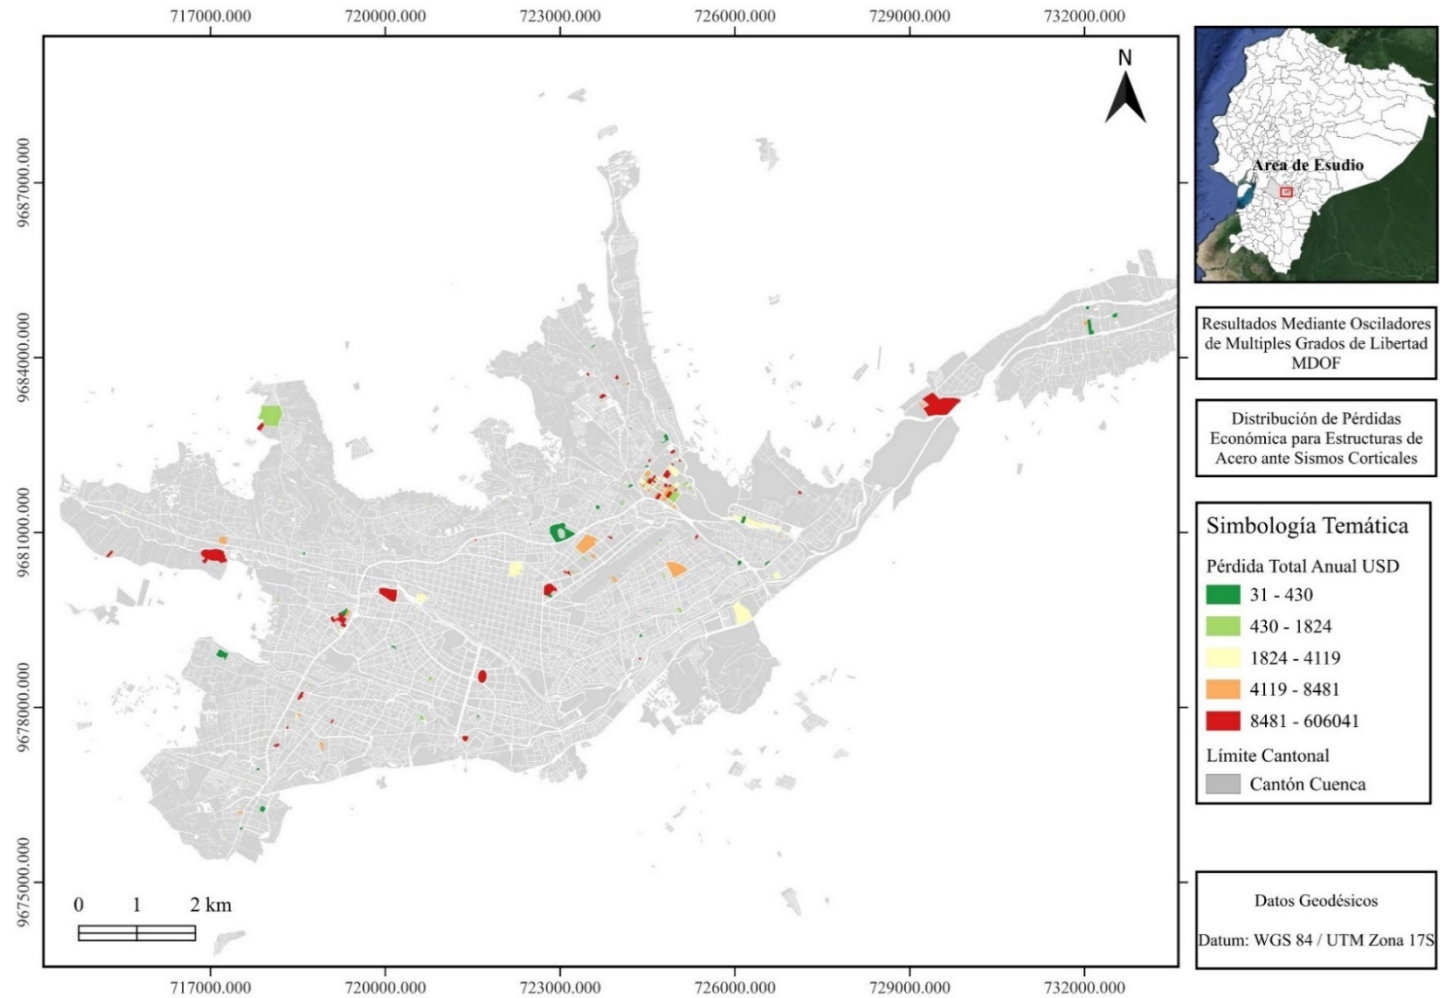 717000.000 720000.000 723000.000 726000.000 729000.000 732000.000
N
9687000.000
9684000.000
9681000.000
9678000.000
9675000.000
0 1 2 km
717000.000 720000.000 723000.000 726000.000 729000.000 732000.000
Area de Esudio
Resultados Mediante Osciladores
de Multiples Grados de Libertad
MDOF
Distribución de Pérdidas
Económica para Estructuras de
Acero ante Sismos Corticales
Simbología Temática
Pérdida Total Anual USD
31 - 430
430 - 1824
1824 - 4119
4119 - 8481
8481 - 606041
Límite Cantonal
Cantón Cuenca
Datos Geodésicos
Datum: WGS 84 / UTM Zona 17S